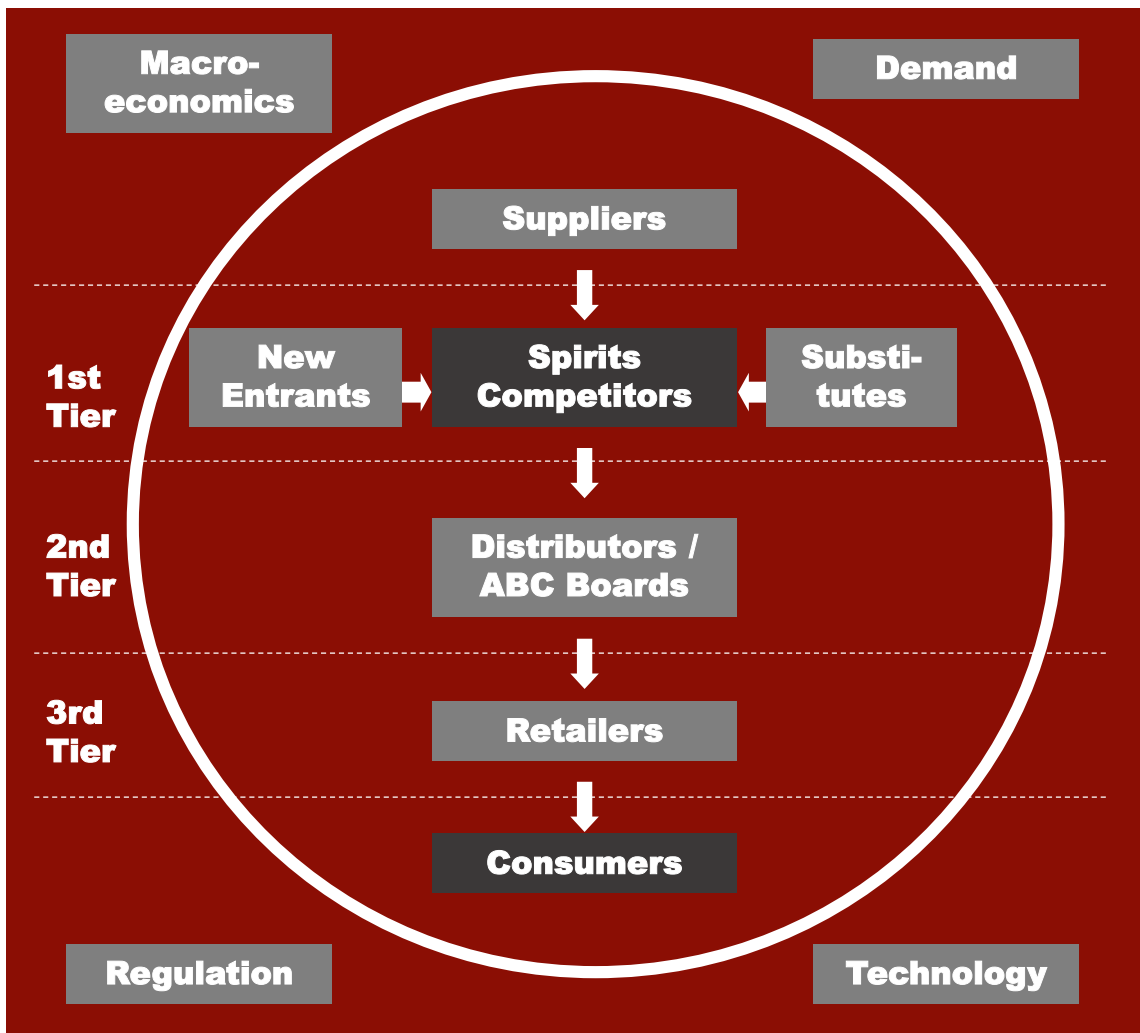 Macro-
economics
Demand
Suppliers
1st
Tier
New
Entrants
Spirits
Competitors
Substi-
tutes
2nd
Tier
Distributors /
ABC Boards
3rd
Tier
Retailers
Consumers
Regulation
Technology